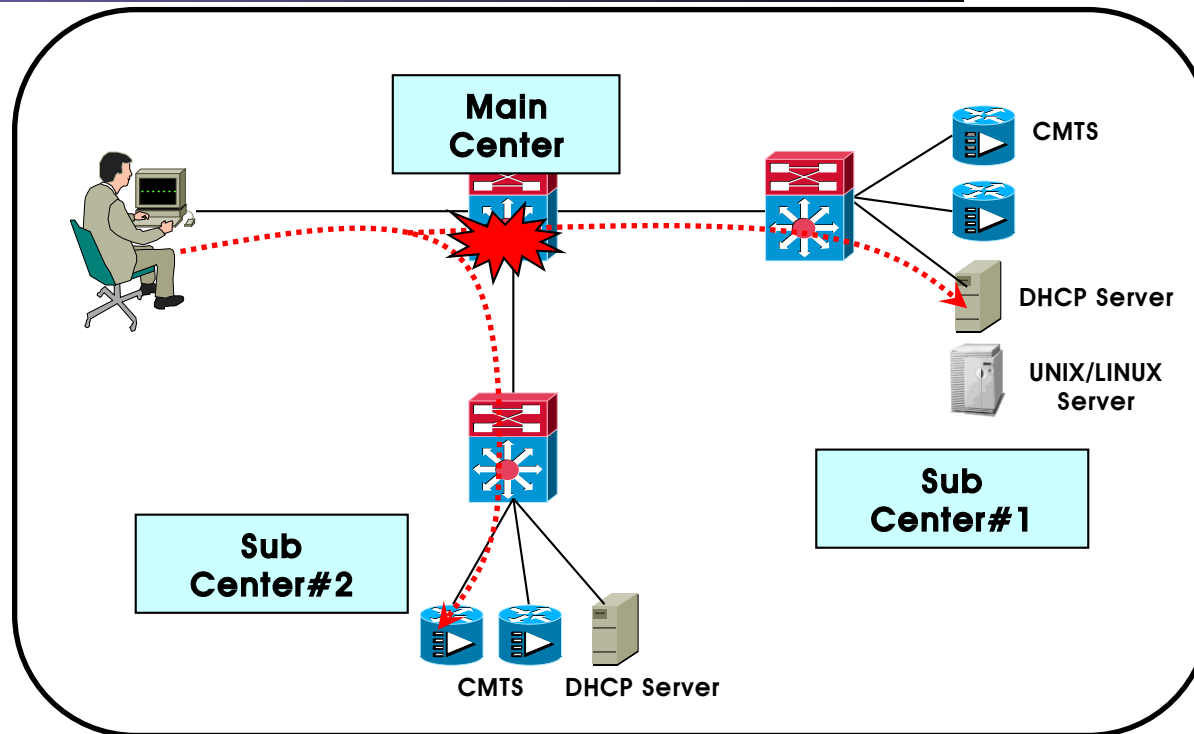 Main
Center
CMTS
DHCP Server
UNIX/LINUX
Server
Sub
Center#1
Sub
Center#2
CMTS
DHCP Server